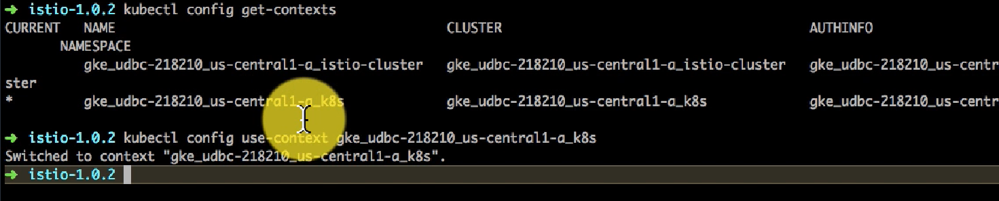 ➜ istio-1.0.2 kubectl config get-contexts
CURRENT NAME CLUSTER AUTHINFO
NAMESPACE
gke_udbc-218210_us-central1-a_istio-cluster gke_udbc-218210_us-central1-a_istio-cluster gke_udbc-218210_us-centr
ster
* gke_udbc-218210_us-central1-a_k8s gke_udbc-218210_us-central1-a_k8s gke_udbc-218210_us-centr
➜ istio-1.0.2 kubectl config use-context gke_udbc-218210_us-central1-a_k8s
Switched to context "gke_udbc-218210_us-central1-a_k8s".
➜ istio-1.0.2